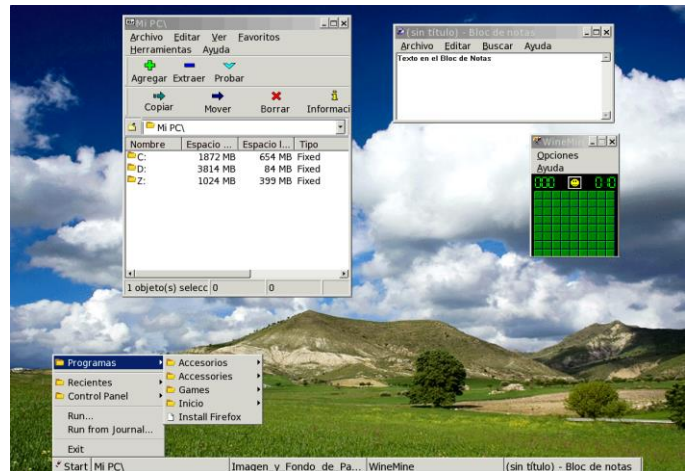 Mi PC\
Archivo Editar Ver Favoritos
Herramientas Ayuda
Agregar Extraer Probar
Copiar Mover Borrar Informaci
Mi PC\
Nombre Espacio ... Espacio l... Tipo
C: 1872 MB 654 MB Fixed
D: 3814 MB 84 MB Fixed
Z: 1024 MB 399 MB Fixed
1 objeto(s) selecc 0 0
(sin título) - Bloc de notas
Archivo Editar Buscar Ayuda
Texto en el Bloc de Notas
WineMin
Opciones
Ayuda
000 010
Programas
Recientes
Control Panel
Run...
Run from Journal...
Exit
Accesorios
Accessories
Games
Inicio
Install Firefox
Start Mi PC\ Imagen y Fondo de Pa... WineMine (sin título) - Bloc de notas